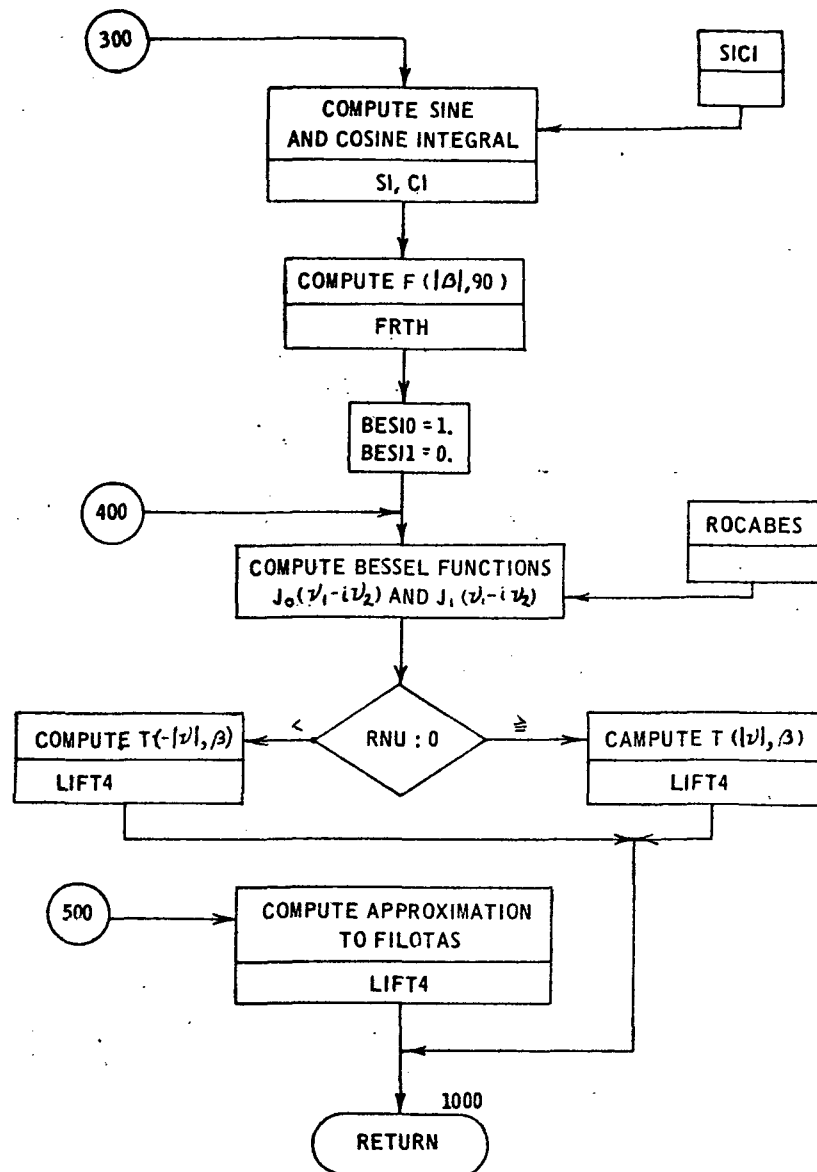 300
SICI
COMPUTE SINE
AND COSINE INTEGRAL
SI, CI
COMPUTE F (|β|,90)
FRTH
BESI0 = 1.
BESI1 = 0.
400
ROCABES
COMPUTE BESSEL FUNCTIONS
J₀(ν₁-iν₂) AND J₁(ν₁-iν₂)
<
RNU : 0
≧
COMPUTE T(-|ν|, β)
LIFT4
CAMPUTE T (|ν|, β)
LIFT4
500
COMPUTE APPROXIMATION
TO FILOTAS
LIFT4
1000
RETURN